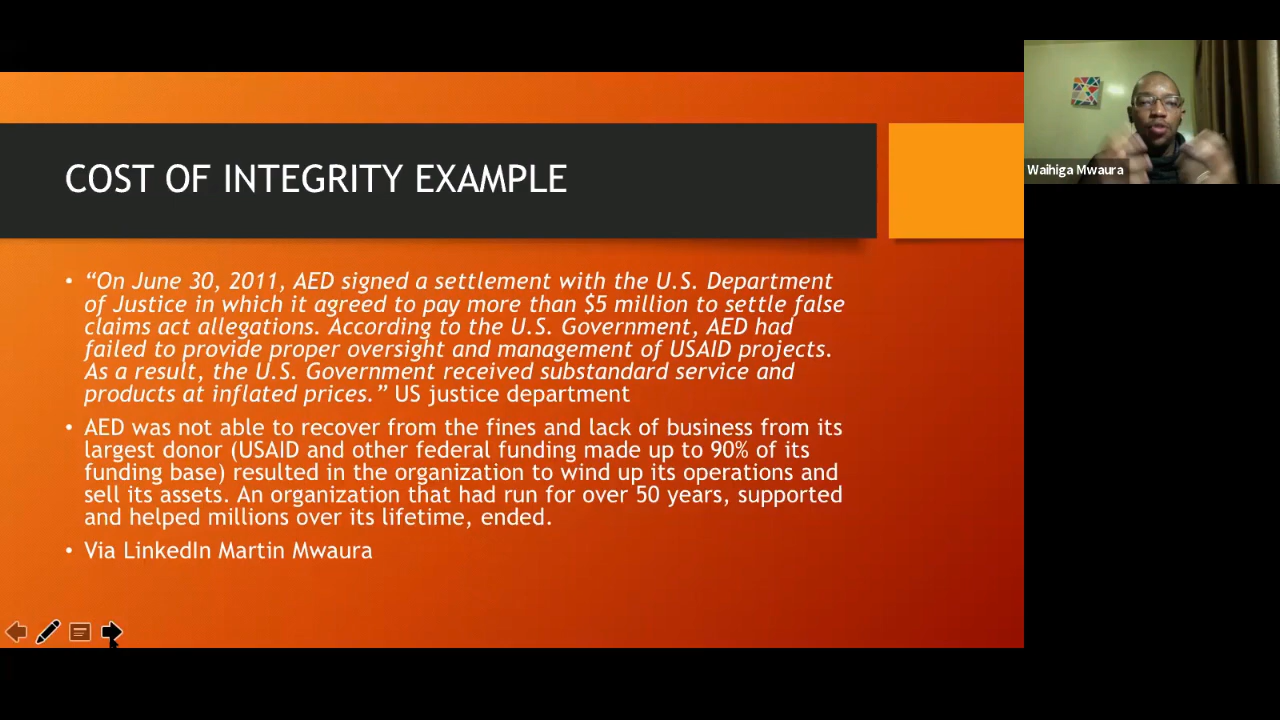 COST OF INTEGRITY EXAMPLE
• “On June 30, 2011, AED signed a settlement with the U.S. Department
of Justice in which it agreed to pay more than $5 million to settle false
claims act allegations. According to the U.S. Government, AED had
failed to provide proper oversight and management of USAID projects.
As a result, the U.S. Government received substandard service and
products at inflated prices.” US justice department
• AED was not able to recover from the fines and lack of business from its
largest donor (USAID and other federal funding made up to 90% of its
funding base) resulted in the organization to wind up its operations and
sell its assets. An organization that had run for over 50 years, supported
and helped millions over its lifetime, ended.
• Via LinkedIn Martin Mwaura
Waihiga Mwaura